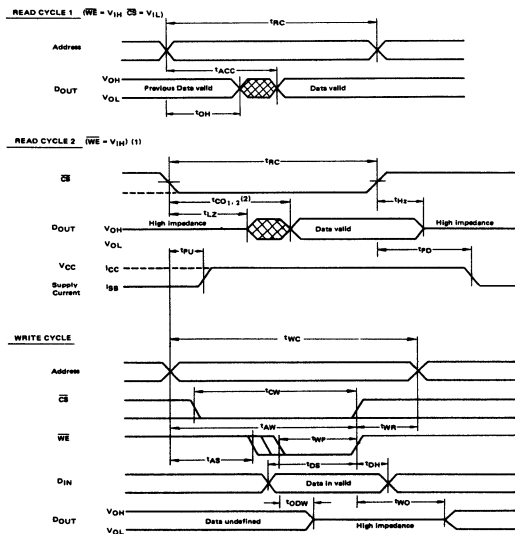 READ CYCLE 1 (WE = VIH CS = VIL)
tRC
Address
tACC
DOUT VOH Previous Data valid Data valid
VOL
tOH
READ CYCLE 2 (WE = VIH) (1)
tRC
CS
tCO1, 2(2) tHZ
tLZ
DOUT VOH High impedance Data valid High impedance
VOL
tPU tPD
VCC ICC
Supply
Current ISB
WRITE CYCLE
tWC
Address
tCW
CS
tAW tWR
WE tWP
tAS tDS tDH
DIN Data in valid
tODW tWO
DOUT VOH Data undefined High impedance
VOL